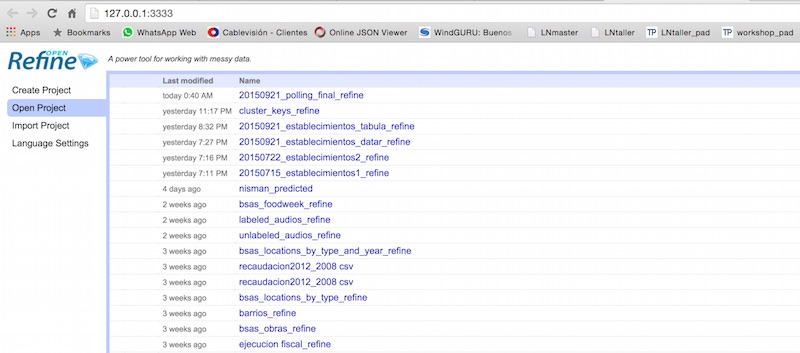 127.0.0.1:3333
Apps Bookmarks WhatsApp Web Cablevisión - Clientes Online JSON Viewer WindGURU: Buenos LNmaster LNtaller LNtaller_pad workshop_pad
OPEN
Refine A power tool for working with messy data.
Last modified Name
Create Project
today 0:40 AM 20150921_polling_final_refine
Open Project
yesterday 11:17 PM cluster_keys_refine
Import Project
yesterday 8:32 PM 20150921_establecimientos_tabula_refine
Language Settings
yesterday 7:27 PM 20150921_establecimientos_datar_refine
yesterday 7:16 PM 20150722_establecimientos2_refine
yesterday 7:11 PM 20150715_establecimientos1_refine
4 days ago nisman_predicted
2 weeks ago bsas_foodweek_refine
2 weeks ago labeled_audios_refine
2 weeks ago unlabeled_audios_refine
3 weeks ago bsas_locations_by_type_and_year_refine
3 weeks ago recaudacion2012_2008 csv
3 weeks ago recaudacion2012_2008 csv
3 weeks ago bsas_locations_by_type_refine
3 weeks ago barrios_refine
3 weeks ago bsas_obras_refine
3 weeks ago ejecucion fiscal_refine